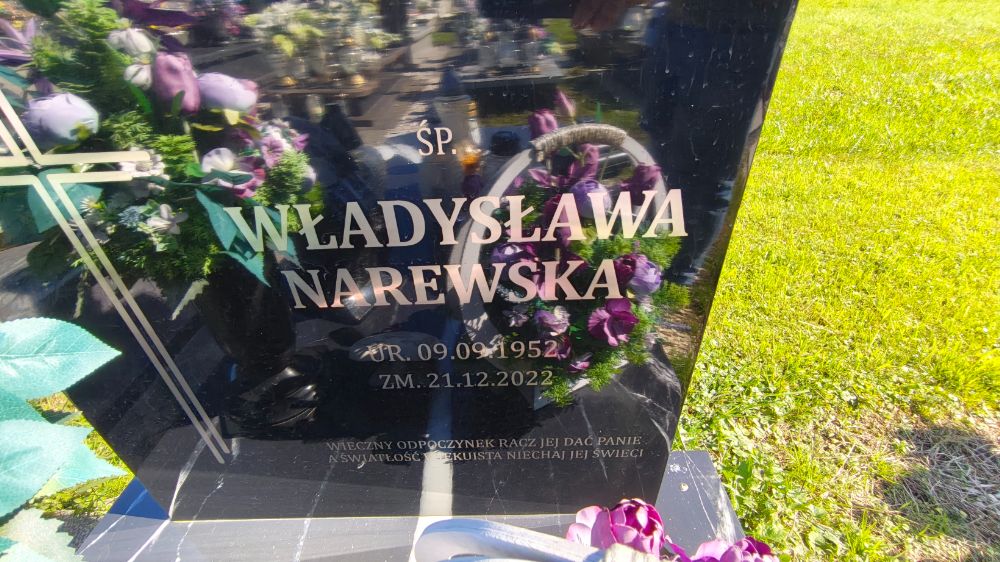 ŚP.
WŁADYSŁAWA
NAREWSKA
UR. 09.09.1952
ZM. 21.12.2022
WIECZNY ODPOCZYNEK RACZ JEJ DAĆ PANIE
A ŚWIATŁOŚĆ WIEKUISTA NIECHAJ JEJ ŚWIECI